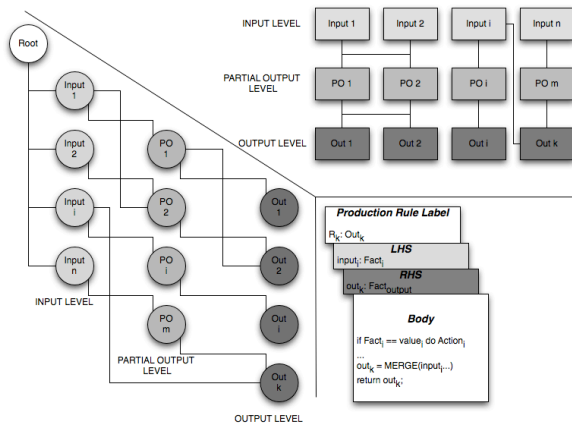 Root
Input
1
Input
2
Input
i
Input
n
INPUT LEVEL
PO
1
PO
2
PO
i
PO
m
PARTIAL OUTPUT
LEVEL
Out
1
Out
2
Out
i
Out
k
OUTPUT LEVEL
INPUT LEVEL
Input 1
Input 2
Input i
Input n
PARTIAL OUTPUT
LEVEL
PO 1
PO 2
PO i
PO m
OUTPUT LEVEL
Out 1
Out 2
Out i
Out k
Production Rule Label
Rk: Outk
LHS
inputi: Facti
RHS
outk: Factoutput
Body
if Facti == valuei do Actioni
...
outk = MERGE(inputi...)
return outk;